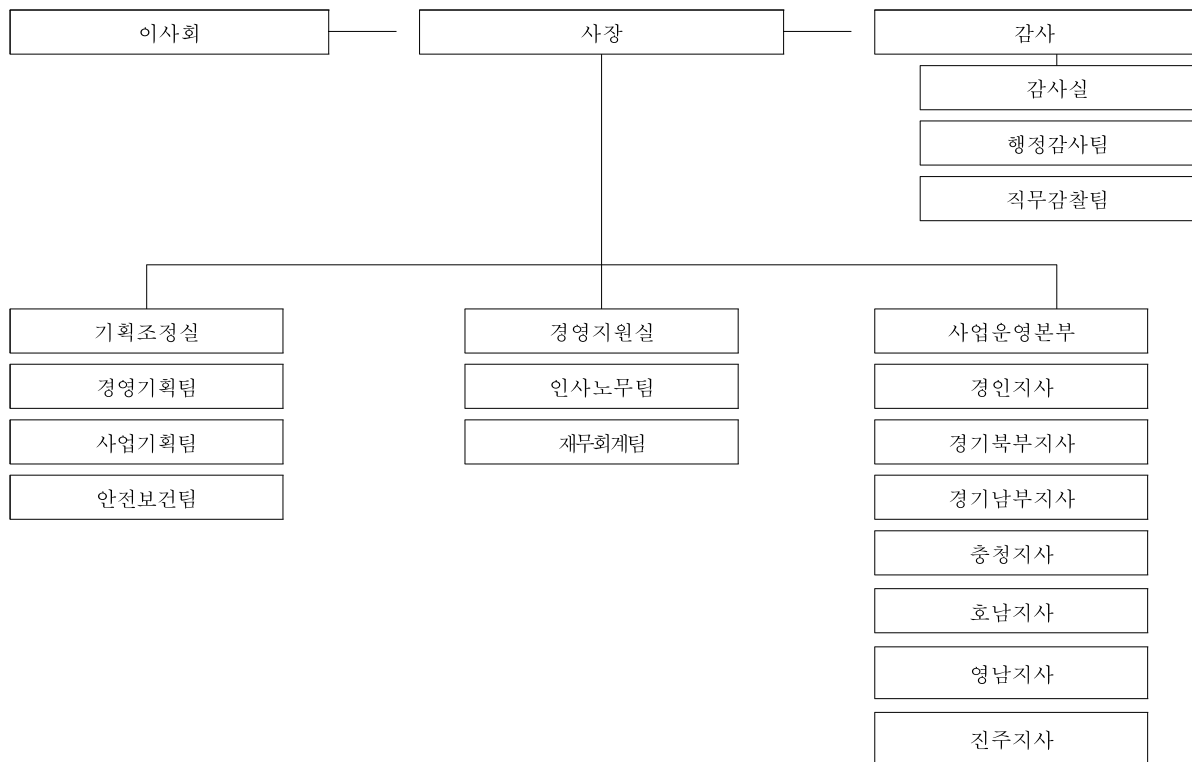 이사회
사장
감사
감사실
행정감사팀
직무감찰팀
기획조정실
경영기획팀
사업기획팀
안전보건팀
경영지원실
인사노무팀
재무회계팀
사업운영본부
경인지사
경기북부지사
경기남부지사
충청지사
호남지사
영남지사
진주지사